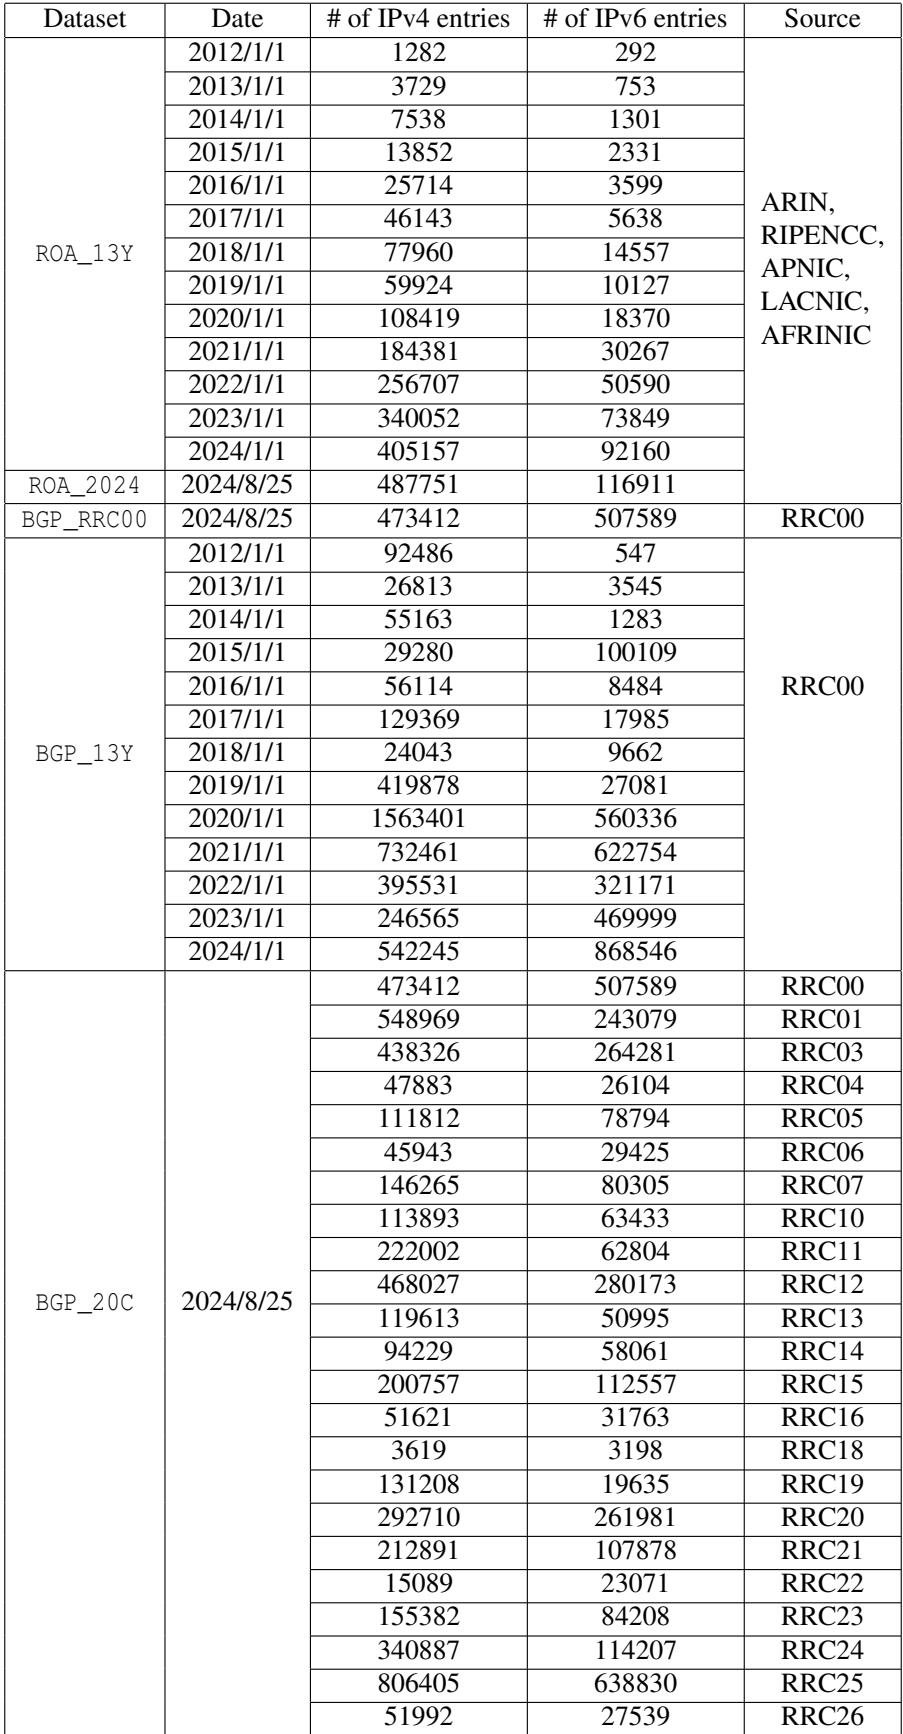 Dataset Date # of IPv4 entries # of IPv6 entries Source
ROA_13Y 2012/1/1 1282 292 ARIN, RIPENCC, APNIC, LACNIC, AFRINIC
2013/1/1 3729 753
2014/1/1 7538 1301
2015/1/1 13852 2331
2016/1/1 25714 3599
2017/1/1 46143 5638
2018/1/1 77960 14557
2019/1/1 59924 10127
2020/1/1 108419 18370
2021/1/1 184381 30267
2022/1/1 256707 50590
2023/1/1 340052 73849
2024/1/1 405157 92160
ROA_2024 2024/8/25 487751 116911
BGP_RRC00 2024/8/25 473412 507589 RRC00
BGP_13Y 2012/1/1 92486 547 RRC00
2013/1/1 26813 3545
2014/1/1 55163 1283
2015/1/1 29280 100109
2016/1/1 56114 8484
2017/1/1 129369 17985
2018/1/1 24043 9662
2019/1/1 419878 27081
2020/1/1 1563401 560336
2021/1/1 732461 622754
2022/1/1 395531 321171
2023/1/1 246565 469999
2024/1/1 542245 868546
BGP_20C 2024/8/25 473412 507589 RRC00
548969 243079 RRC01
438326 264281 RRC03
47883 26104 RRC04
111812 78794 RRC05
45943 29425 RRC06
146265 80305 RRC07
113893 63433 RRC10
222002 62804 RRC11
468027 280173 RRC12
119613 50995 RRC13
94229 58061 RRC14
200757 112557 RRC15
51621 31763 RRC16
3619 3198 RRC18
131208 19635 RRC19
292710 261981 RRC20
212891 107878 RRC21
15089 23071 RRC22
155382 84208 RRC23
340887 114207 RRC24
806405 638830 RRC25
51992 27539 RRC26